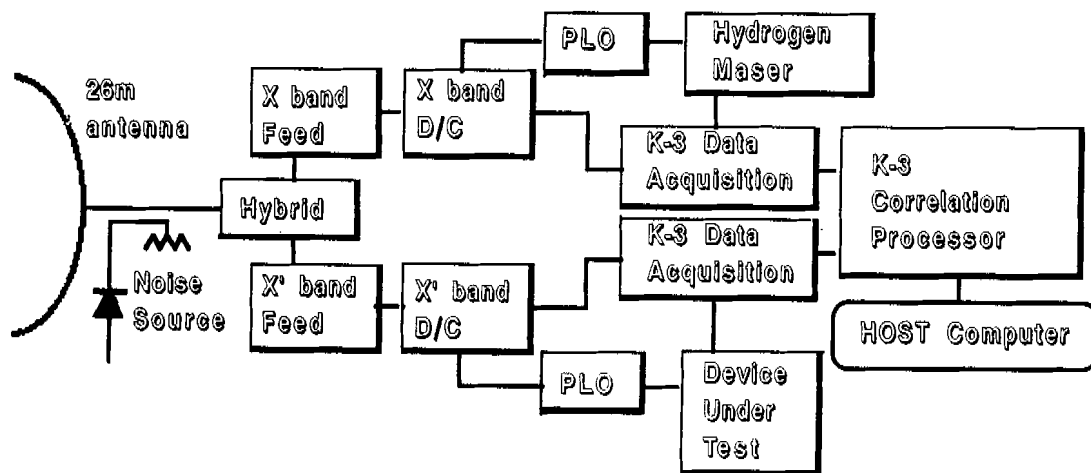 26m
antenna
Noise
Source
Hybrid
X band
Feed
X band
D/C
PLO
Hydrogen
Maser
K-3 Data
Acquisition
K-3
Correlation
Processor
HOST Computer
K-3 Data
Acquisition
X' band
Feed
X' band
D/C
PLO
Device
Under
Test